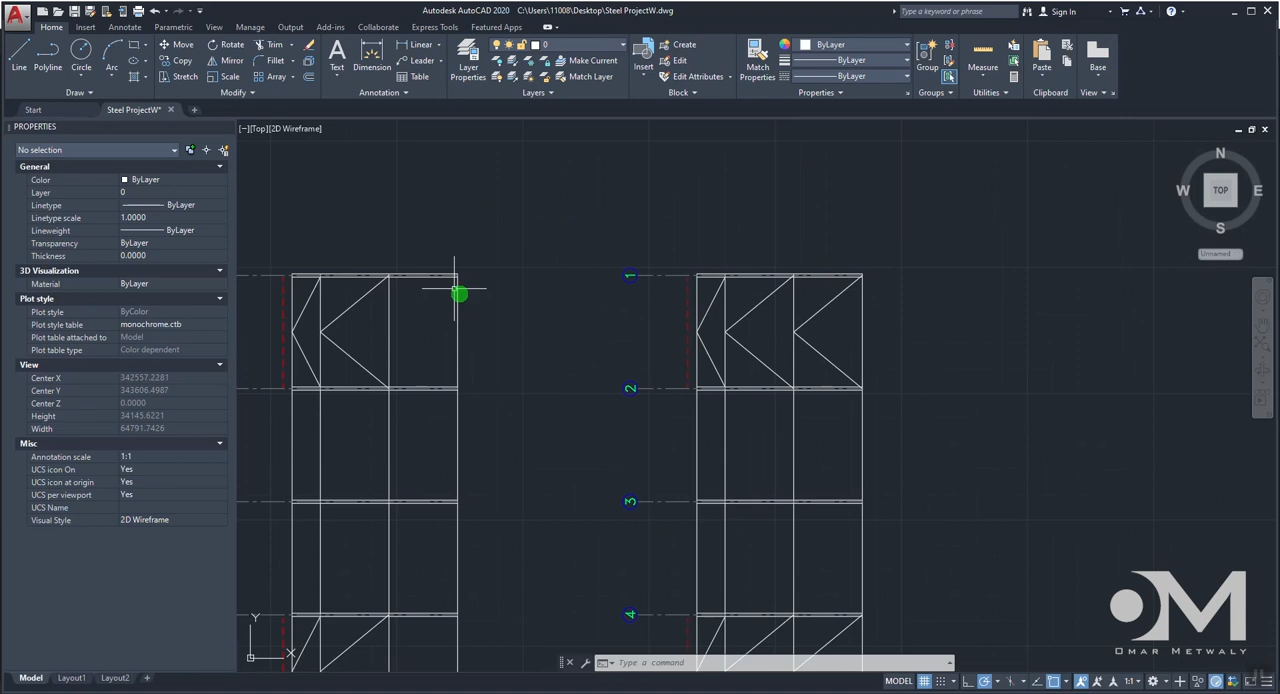 Autodesk AutoCAD 2020 C:\Users\11008\Desktop\Steel ProjectW.dwg
Type a keyword or phrase
Sign In
Home Insert Annotate Parametric View Manage Output Add-ins Collaborate Express Tools Featured Apps
Line Polyline Circle Arc
Move Rotate Trim
Copy Mirror Fillet
Stretch Scale Array
Text Dimension
Linear
Leader
Table
Layer Properties
0
Make Current
Match Layer
Insert
Create
Edit
Edit Attributes
Match Properties
ByLayer
ByLayer
ByLayer
Group
Measure
Paste
Base
Draw Modify Annotation Layers Block Properties Groups Utilities Clipboard View
Start
Steel ProjectW*
PROPERTIES
[−][Top][2D Wireframe]
No selection
General
Color ByLayer
Layer 0
Linetype ByLayer
Linetype scale 1.0000
Lineweight ByLayer
Transparency ByLayer
Thickness 0.0000
3D Visualization
Material ByLayer
Plot style
Plot style ByColor
Plot style table monochrome.ctb
Plot table attached to Model
Plot table type Color dependent
View
Center X 342557.2281
Center Y 343606.4987
Center Z 0.0000
Height 34145.6221
Width 64791.7426
Misc
Annotation scale 1:1
UCS icon On Yes
UCS icon at origin Yes
UCS per viewport Yes
UCS Name
Visual Style 2D Wireframe
N
W TOP E
S
Unnamed
1
2
3
4
Y
X
OM
OMAR METWALY
Type a command
Model Layout1 Layout2
MODEL
1:1